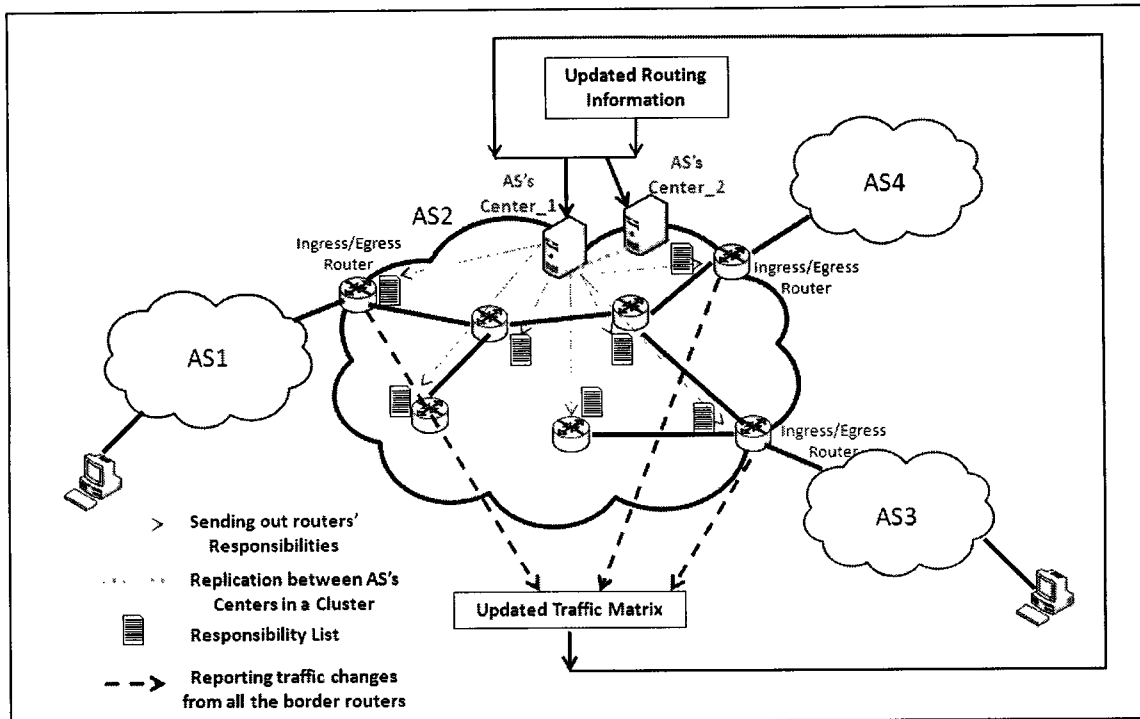 Updated Routing
Information
AS's
Center_1
AS's
Center_2
AS4
AS2
Ingress/Egress
Router
Ingress/Egress
Router
AS1
Ingress/Egress
Router
AS3
Sending out routers'
Responsibilities
Replication between AS's
Centers in a Cluster
Responsibility List
Reporting traffic changes
from all the border routers
Updated Traffic Matrix